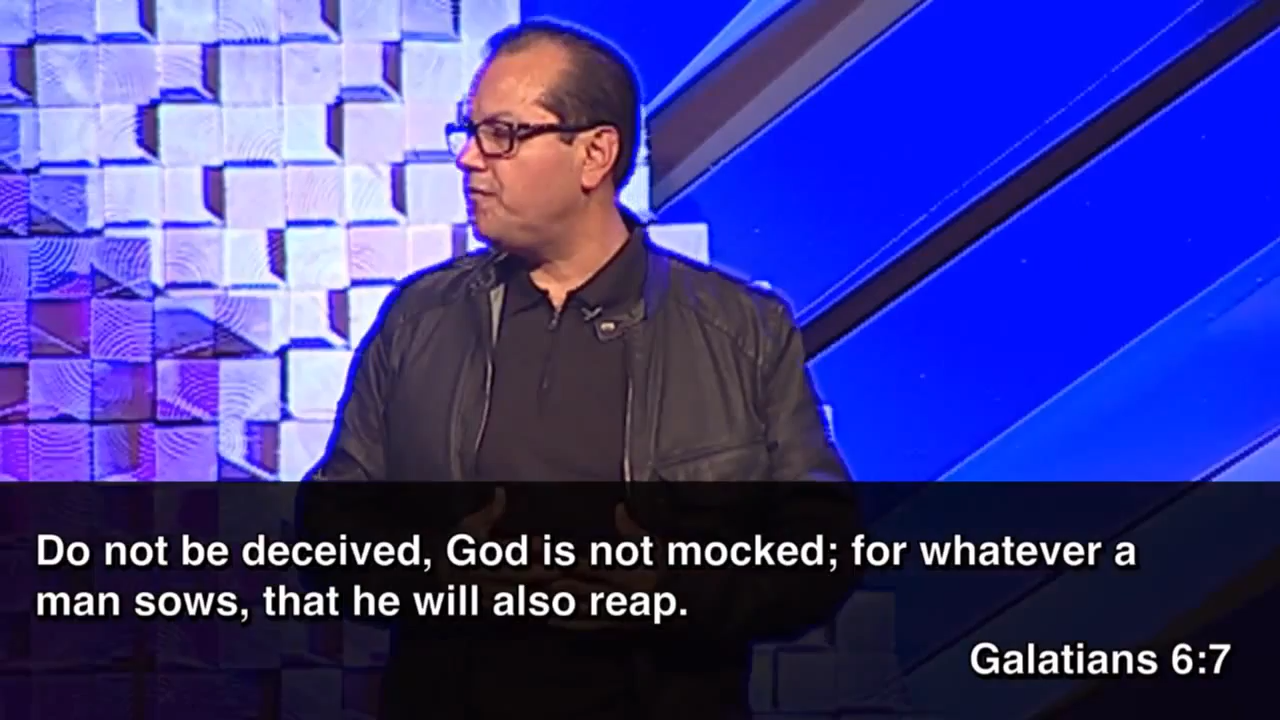 Do not be deceived, God is not mocked; for whatever a
man sows, that he will also reap.
Galatians 6:7